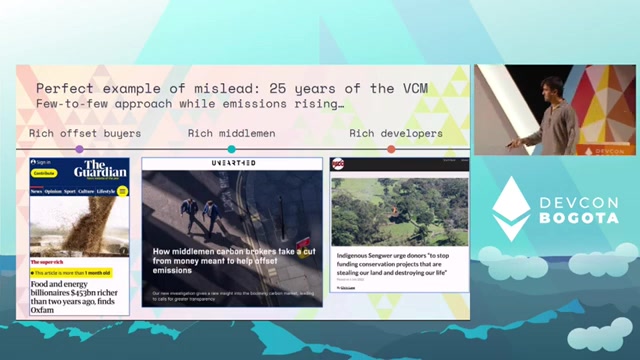 Perfect example of mislead: 25 years of the VCM
Few-to-few approach while emissions rising…
Rich offset buyers
Rich middlemen
Rich developers
Sign in
Contribute
The Guardian
News Opinion Sport Culture Lifestyle
The super-rich
This article is more than 1 month old
Food and energy billionaires $453bn richer than two years ago, finds Oxfam
UNEARTHED
How middlemen carbon brokers take a cut from money meant to help offset emissions
Our new investigation gives a new insight into the booming carbon market, leading to calls for greater transparency
Indigenous Sengwer urge donors "to stop funding conservation projects that are stealing our land and destroying our life"
DEVCON
DEVCON
BOGOTA